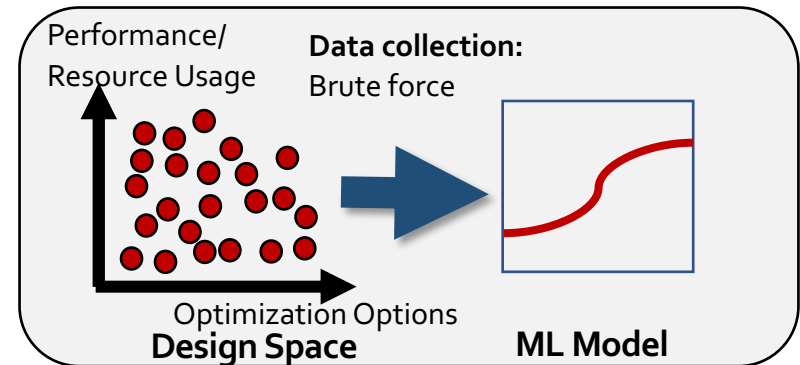 Performance/
Resource Usage
Data collection:
Brute force
Optimization Options
Design Space
ML Model